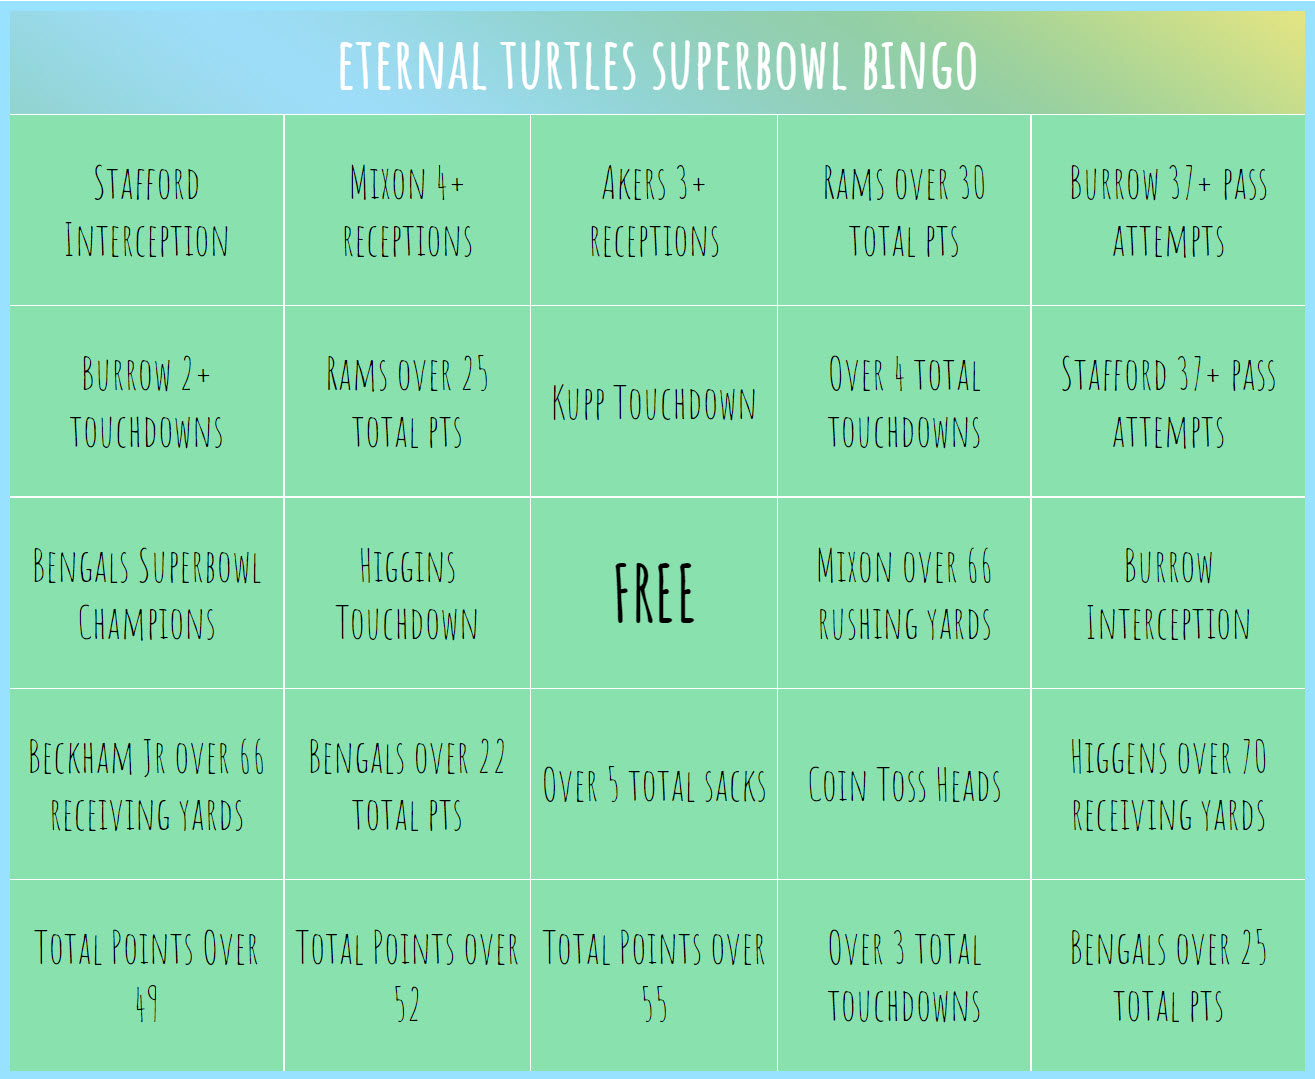 Eternal Turtles Superbowl Bingo
Stafford
Interception
Mixon 4+
receptions
Akers 3+
receptions
Rams over 30
total pts
Burrow 37+ pass
attempts
Burrow 2+
touchdowns
Rams over 25
total pts
Kupp Touchdown
Over 4 total
touchdowns
Stafford 37+ pass
attempts
Bengals Superbowl
Champions
Higgins
Touchdown
FREE
Mixon over 66
rushing yards
Burrow
Interception
Beckham Jr over 66
receiving yards
Bengals over 22
total pts
Over 5 total sacks
Coin Toss Heads
Higgens over 70
receiving yards
Total Points Over
49
Total Points over
52
Total Points over
55
Over 3 total
touchdowns
Bengals over 25
total pts